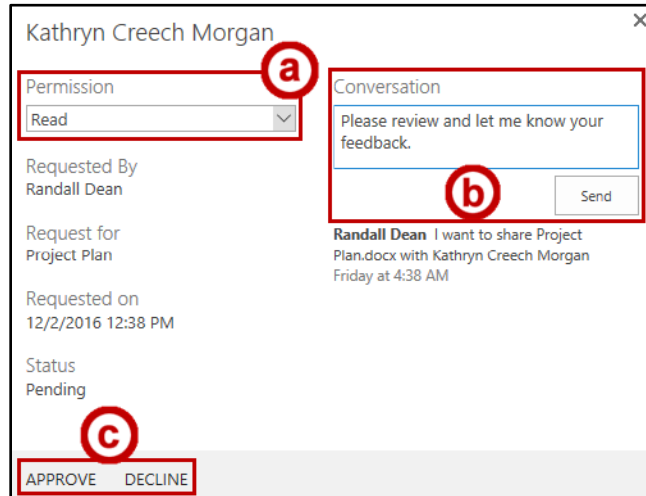 Kathryn Creech Morgan
a
Permission
Read
Requested By
Randall Dean
Request for
Project Plan
Requested on
12/2/2016 12:38 PM
Status
Pending
Conversation
Please review and let me know your
feedback.
b
Send
Randall Dean I want to share Project
Plan.docx with Kathryn Creech Morgan
Friday at 4:38 AM
c
APPROVE DECLINE